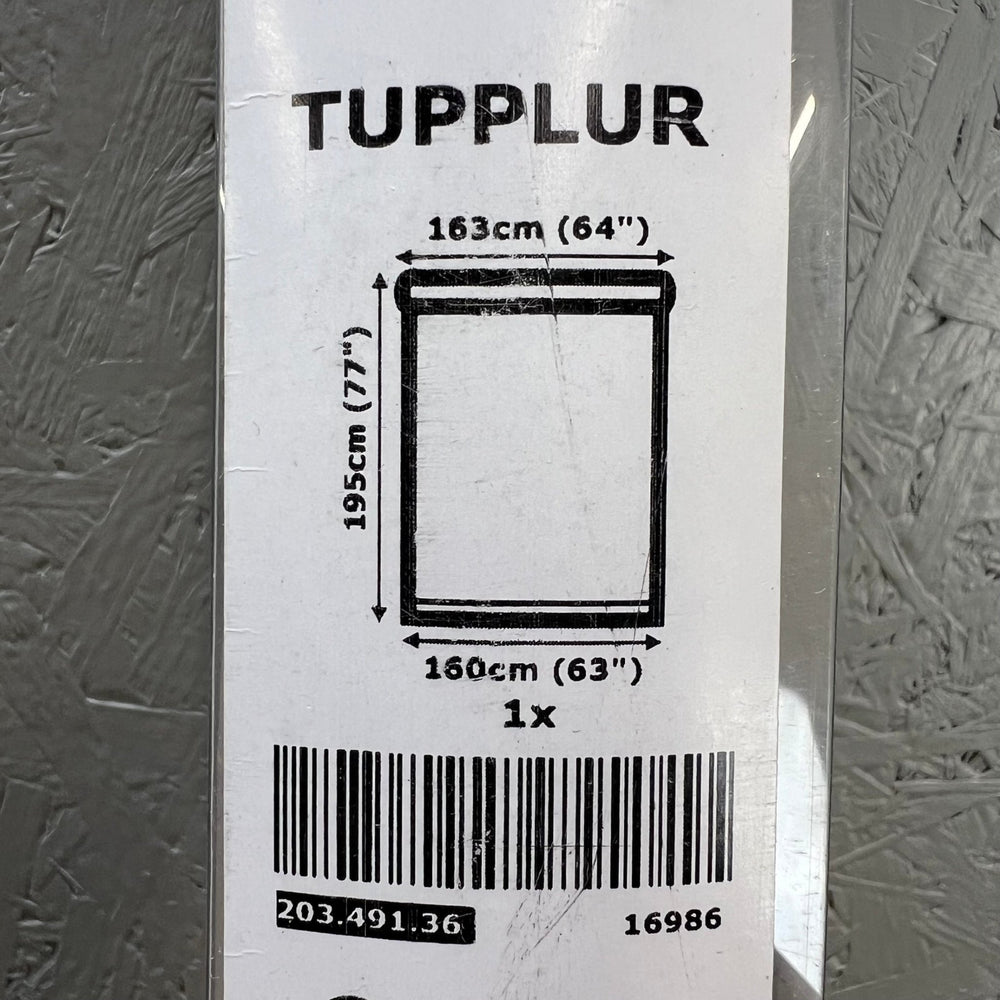 TUPPLUR
163cm (64")
195cm (77")
160cm (63")
1x
203.491.36
16986